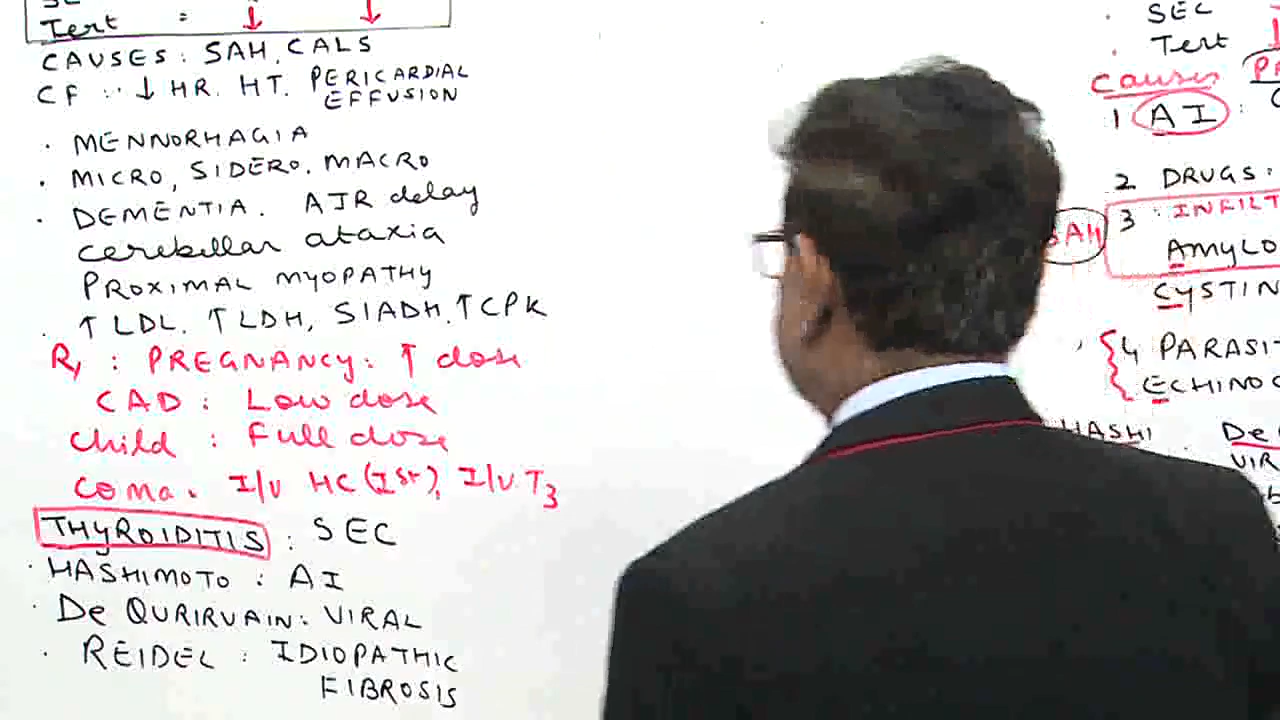 Tert = ↓ ↓
CAUSES : SAH, CALS
CF : ↓ HR. HT. PERICARDIAL
EFFUSION
. MENNORHAGIA
. MICRO, SIDERO, MACRO
. DEMENTIA. AJR delay
cerebellar ataxia
PROXIMAL MYOPATHY
. ↑ LDL. ↑ LDH, SIADH, ↑ CPK
R, : PREGNANCY: ↑ dose
CAD : Low dose
Child : Full dose
COMA. I/V HC (Ist), I/V T3
THYROIDITIS : SEC
. HASHIMOTO : AI
. De QURIRVAIN: VIRAL
. REIDEL : IDIOPATHIC
FIBROSIS
. SEC
. Tert
Causes
1 AI :
2 DRUGS:
3 : INFILT
SAH
AMYLO
CYSTIN
4 PARASIT
ECHINO
HASHI
De
VIR